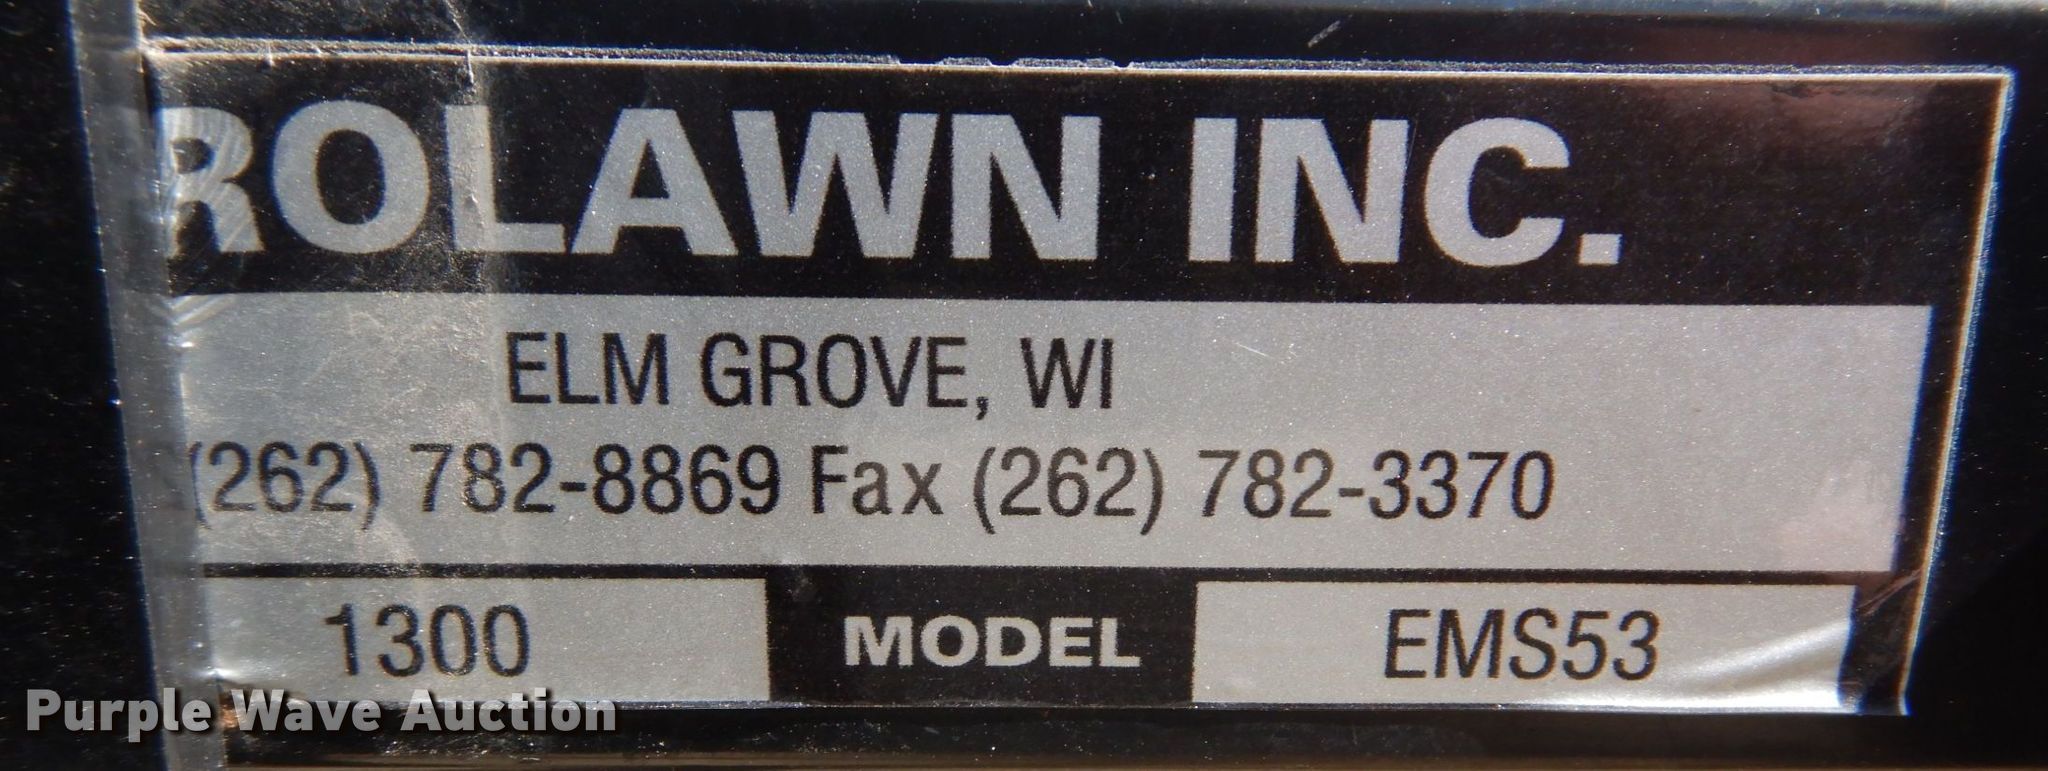 ROLAWN INC.
ELM GROVE, WI
(262) 782-8869 Fax (262) 782-3370
1300 MODEL EMS53
Purple Wave Auction